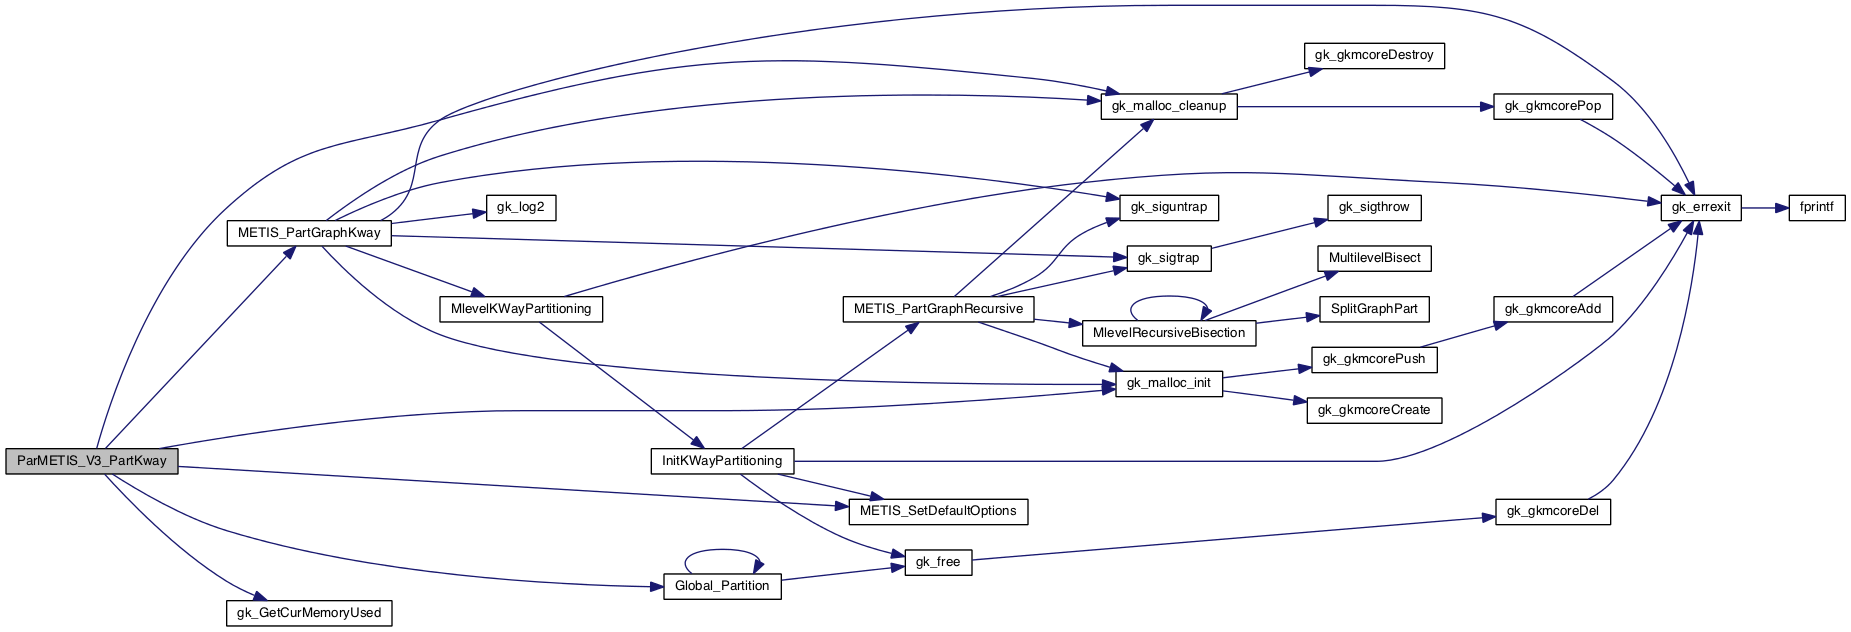 gk_gkmcoreDestroy
gk_malloc_cleanup
gk_gkmcorePop
gk_log2
gk_siguntrap
gk_sigthrow
gk_errexit
fprintf
METIS_PartGraphKway
gk_sigtrap
MultilevelBisect
MlevelKWayPartitioning
METIS_PartGraphRecursive
SplitGraphPart
gk_gkmcoreAdd
MlevelRecursiveBisection
gk_gkmcorePush
gk_malloc_init
gk_gkmcoreCreate
ParMETIS_V3_PartKway
InitKWayPartitioning
METIS_SetDefaultOptions
gk_gkmcoreDel
gk_free
Global_Partition
gk_GetCurMemoryUsed